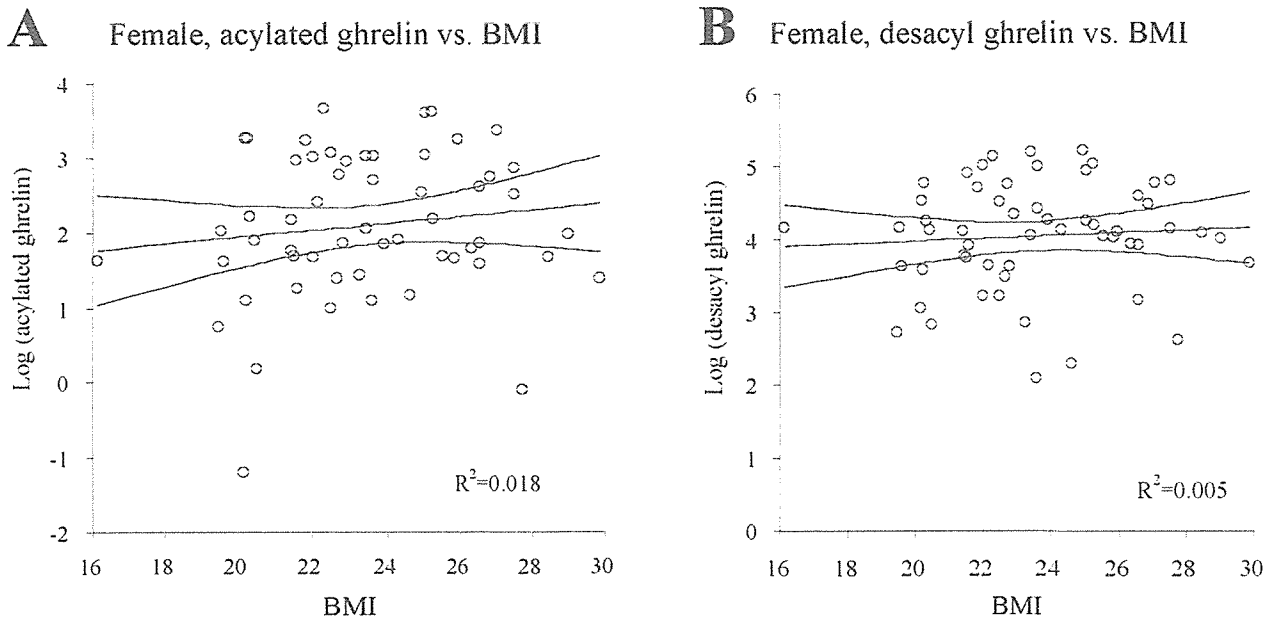 A Female, acylated ghrelin vs. BMI
4
3
2
1
0
-1
-2
Log (acylated ghrelin)
R²=0.018
16 18 20 22 24 26 28 30
BMI
B Female, desacyl ghrelin vs. BMI
6
5
4
3
2
1
0
Log (desacyl ghrelin)
R²=0.005
16 18 20 22 24 26 28 30
BMI